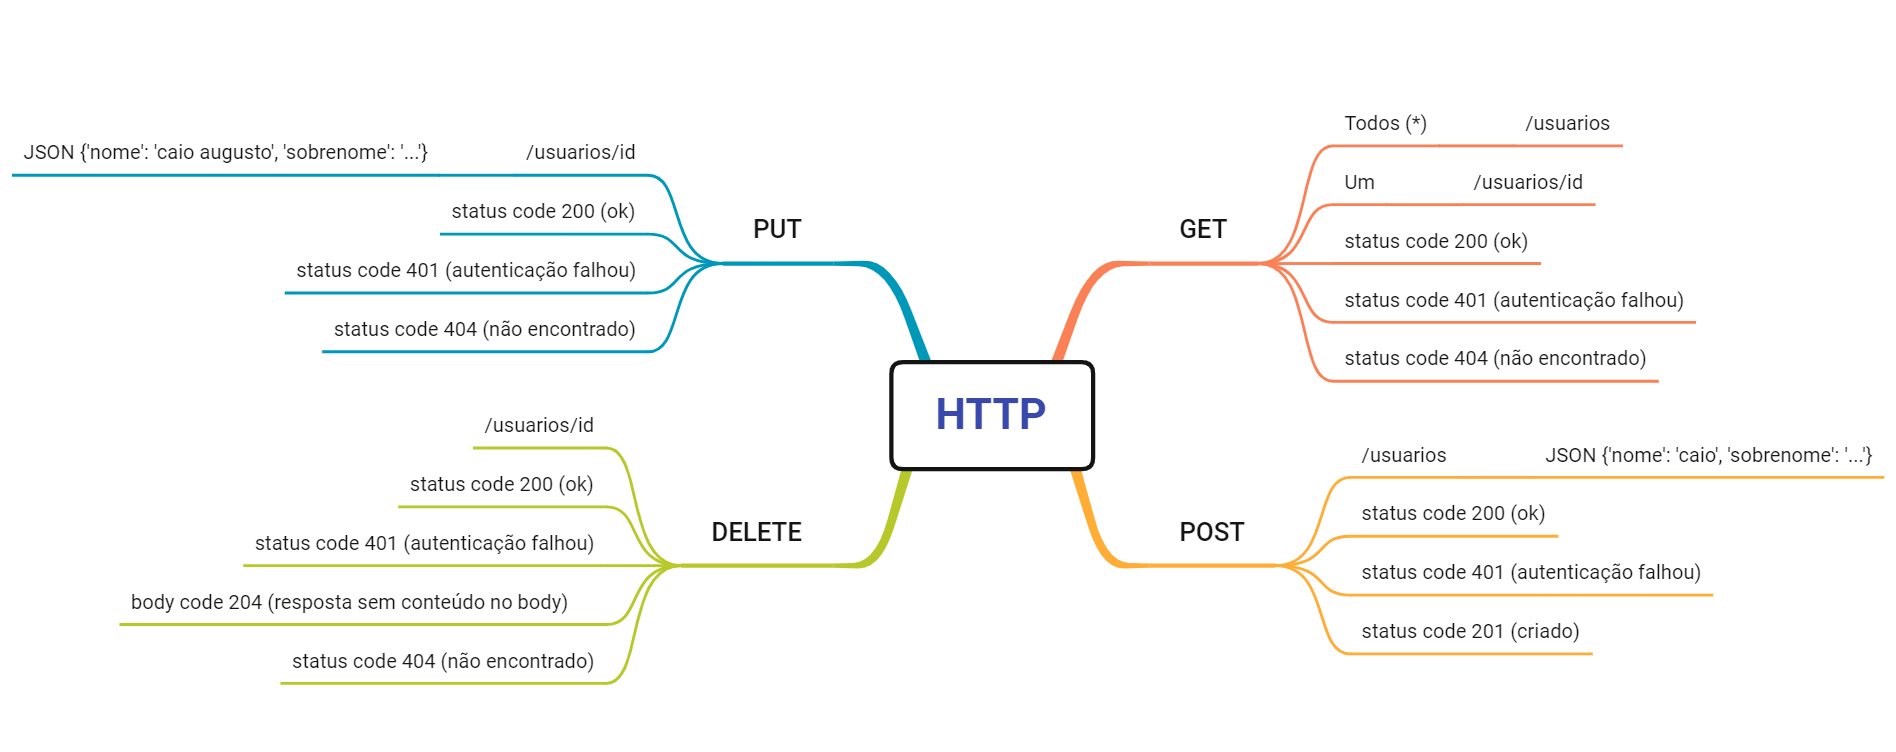 HTTP
PUT
/usuarios/id
JSON {'nome': 'caio augusto', 'sobrenome': '...'}
status code 200 (ok)
status code 401 (autenticação falhou)
status code 404 (não encontrado)
GET
Todos (*)
/usuarios
Um
/usuarios/id
status code 200 (ok)
status code 401 (autenticação falhou)
status code 404 (não encontrado)
DELETE
/usuarios/id
status code 200 (ok)
status code 401 (autenticação falhou)
body code 204 (resposta sem conteúdo no body)
status code 404 (não encontrado)
POST
/usuarios
JSON {'nome': 'caio', 'sobrenome': '...'}
status code 200 (ok)
status code 401 (autenticação falhou)
status code 201 (criado)